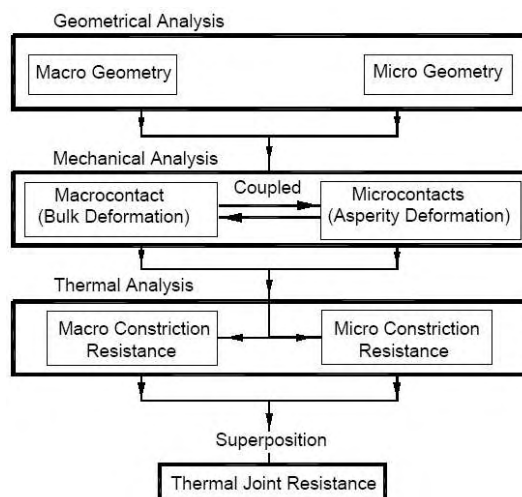 Geometrical Analysis
Macro Geometry
Micro Geometry
Mechanical Analysis
Macrocontact
(Bulk Deformation)
Coupled
Microcontacts
(Asperity Deformation)
Thermal Analysis
Macro Constriction
Resistance
Micro Constriction
Resistance
Superposition
Thermal Joint Resistance